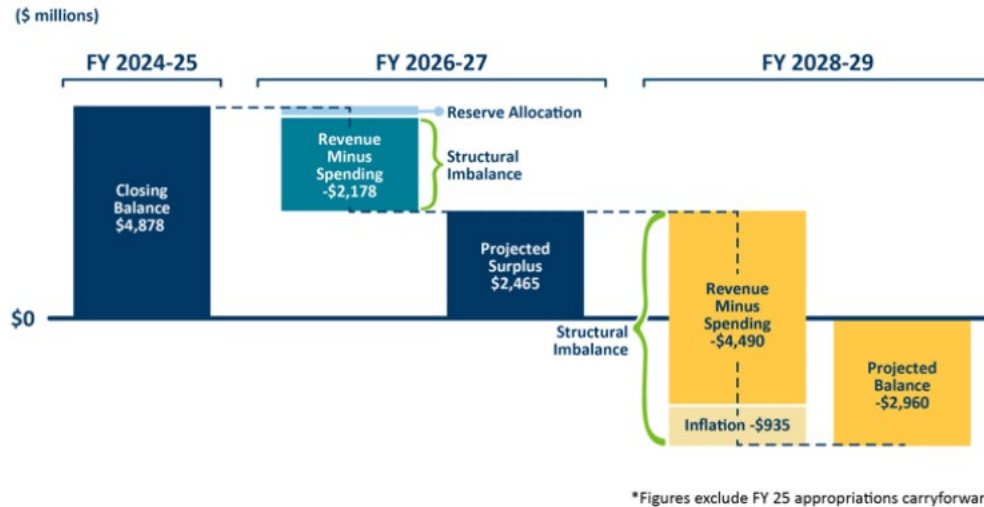 ($ millions)
FY 2024-25
FY 2026-27
FY 2028-29
Closing
Balance
$4,878
Reserve Allocation
Revenue
Minus
Spending
-$2,178
Structural
Imbalance
Projected
Surplus
$2,465
$0
Structural
Imbalance
Revenue
Minus
Spending
-$4,490
Inflation -$935
Projected
Balance
-$2,960
*Figures exclude FY 25 appropriations carryforwar